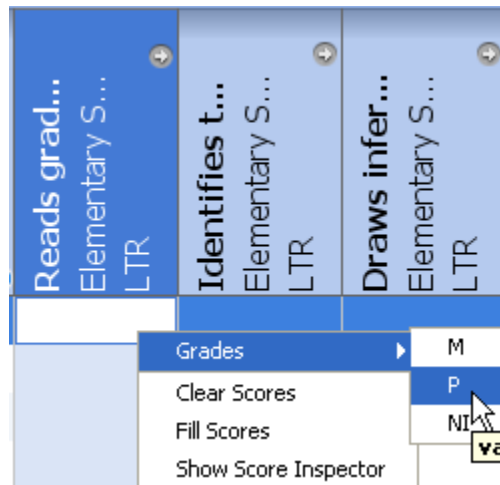 Reads grad...
Elementary S...
LTR
Identifies t...
Elementary S...
LTR
Draws infer...
Elementary S...
LTR
Grades
Clear Scores
Fill Scores
Show Score Inspector
M
P
NI